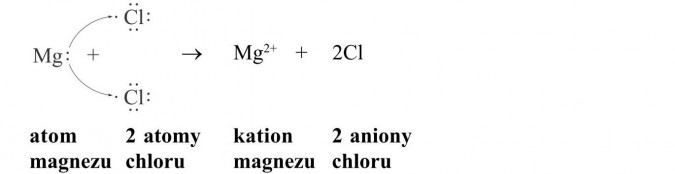 :Cl:
Mg: + → Mg²⁺ + 2Cl
:Cl:
atom 2 atomy kation 2 aniony
magnezu chloru magnezu chloru